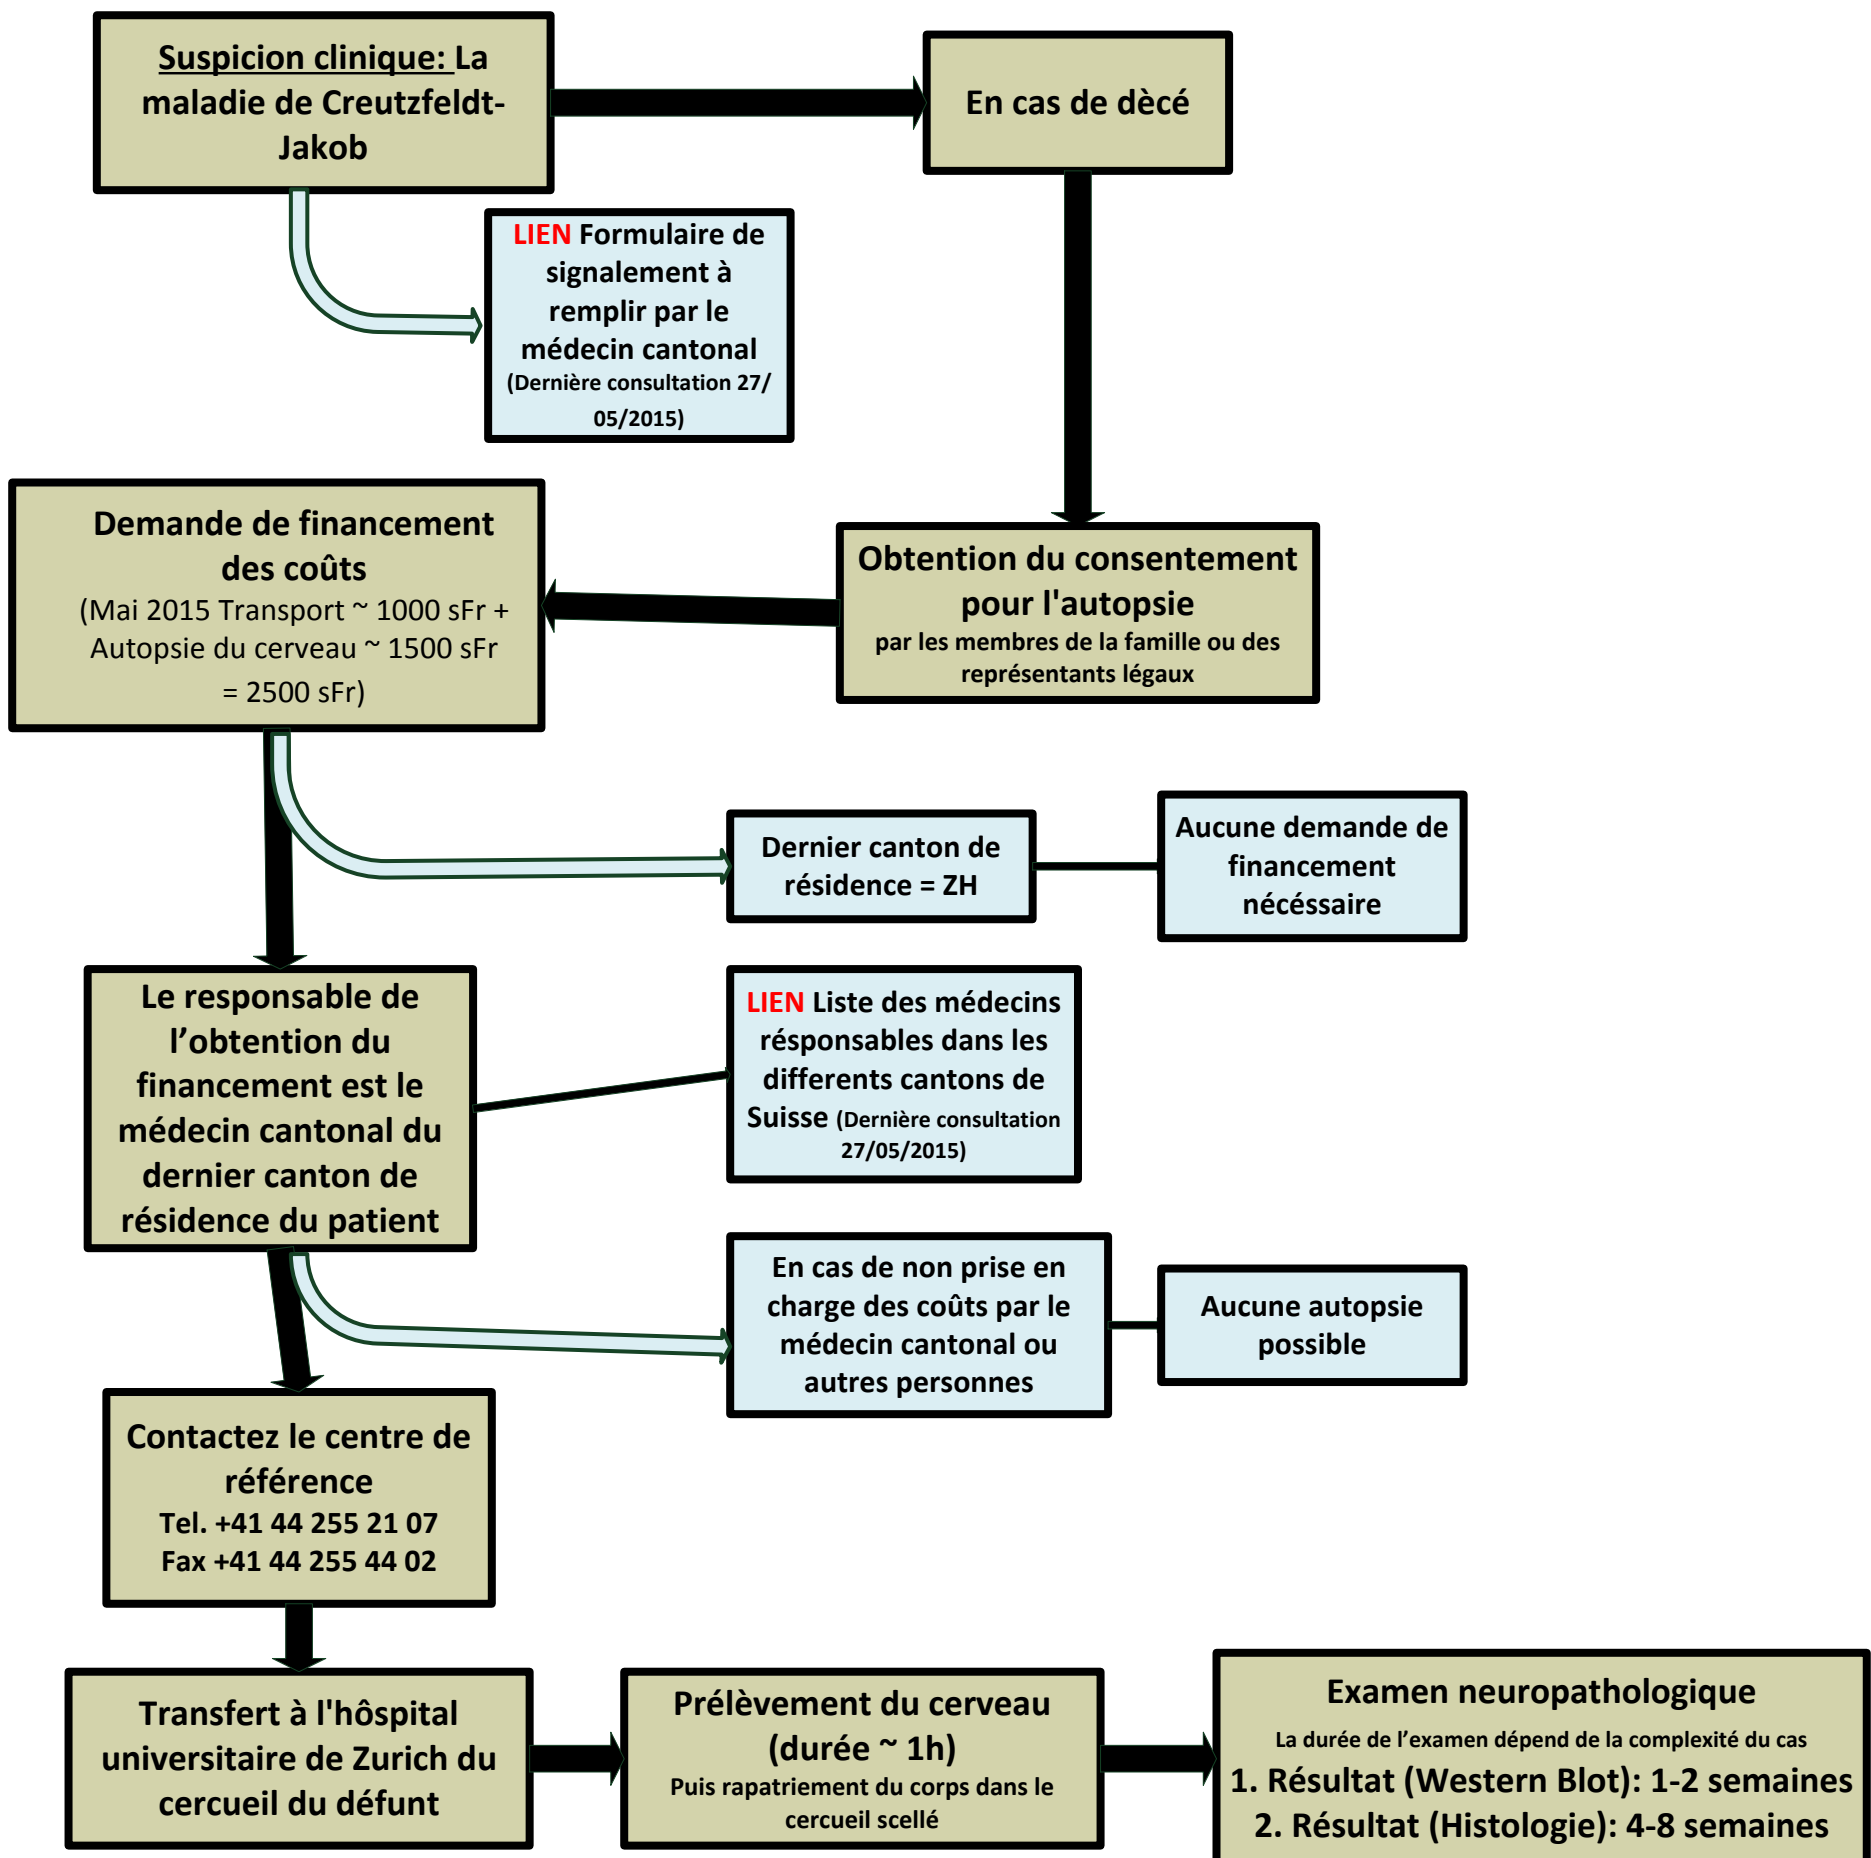 Suspicion clinique: La
maladie de Creutzfeldt-
Jakob
En cas de dècé
LIEN Formulaire de
signalement à
remplir par le
médecin cantonal
(Dernière consultation 27/
05/2015)
Demande de financement
des coûts
(Mai 2015 Transport ~ 1000 sFr +
Autopsie du cerveau ~ 1500 sFr
= 2500 sFr)
Obtention du consentement
pour l'autopsie
par les membres de la famille ou des
représentants légaux
Dernier canton de
résidence = ZH
Aucune demande de
financement
nécéssaire
Le responsable de
l’obtention du
financement est le
médecin cantonal du
dernier canton de
résidence du patient
LIEN Liste des médecins
résponsables dans les
differents cantons de
Suisse (Dernière consultation
27/05/2015)
En cas de non prise en
charge des coûts par le
médecin cantonal ou
autres personnes
Aucune autopsie
possible
Contactez le centre de
référence
Tel. +41 44 255 21 07
Fax +41 44 255 44 02
Transfert à l'hôspital
universitaire de Zurich du
cercueil du défunt
Prélèvement du cerveau
(durée ~ 1h)
Puis rapatriement du corps dans le
cercueil scellé
Examen neuropathologique
La durée de l’examen dépend de la complexité du cas
1. Résultat (Western Blot): 1-2 semaines
2. Résultat (Histologie): 4-8 semaines